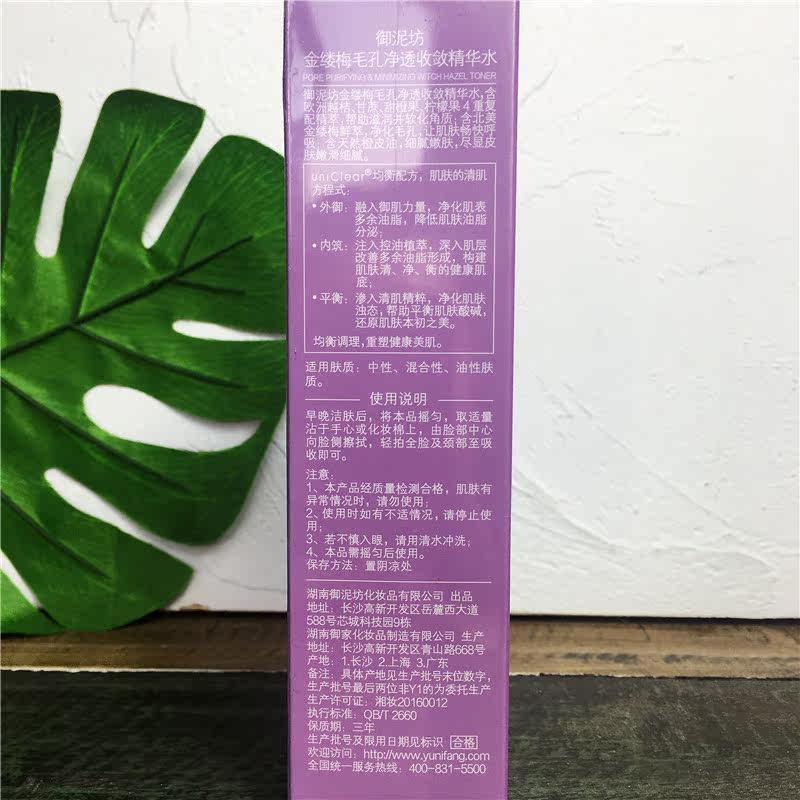 御泥坊
金缕梅毛孔净透收敛精华水
PORE PURIFYING & MINIMIZING WITCH HAZEL TONER
御泥坊金缕梅毛孔净透收敛精华水,含
欧洲越桔,甘蔗,甜橙果,柠檬果4重复
配精萃,帮助滋润并软化角质;含北美
金缕梅鲜萃,净化毛孔,让肌肤畅快呼
吸;含天然橙皮油,细腻嫩肤,尽显皮
肤嫩滑细腻。
uniClear®均衡配方，肌肤的清肌
方程式：
•外御：融入御肌力量，净化肌表
多余油脂，降低肌肤油脂
分泌；
•内筑：注入控油植萃，深入肌层
改善多余油脂形成，构建
肌肤清、净、衡的健康肌
底；
•平衡：渗入清肌精粹，净化肌肤
浊态，帮助平衡肌肤酸碱，
还原肌肤本初之美。
均衡调理,重塑健康美肌。
适用肤质：中性、混合性、油性肤
质。
使用说明
早晚洁肤后，将本品摇匀，取适量
沾于手心或化妆棉上，由脸部中心
向脸侧擦拭，轻拍全脸及颈部至吸
收即可。
注意：
1、本产品经质量检测合格，肌肤有
异常情况时，请勿使用；
2、使用时如有不适情况，请停止使
用；
3、若不慎入眼，请用清水冲洗；
4、本品需摇匀后使用。
保存方法：置阴凉处
湖南御泥坊化妆品有限公司 出品
地址：长沙高新开发区岳麓西大道
588号芯城科技园9栋
湖南御家化妆品制造有限公司 生产
地址：长沙高新开发区青山路668号
产地：1.长沙 2.上海 3.广东
备注：具体产地见生产批号末位数字，
生产批号最后两位非Y1的为委托生产
生产许可证：湘妆20160012
执行标准：QB/T 2660
保质期：三年
生产批号及限用日期见标识 合格
欢迎访问：http://www.yunifang.com
全国统一服务热线：400-831-5500